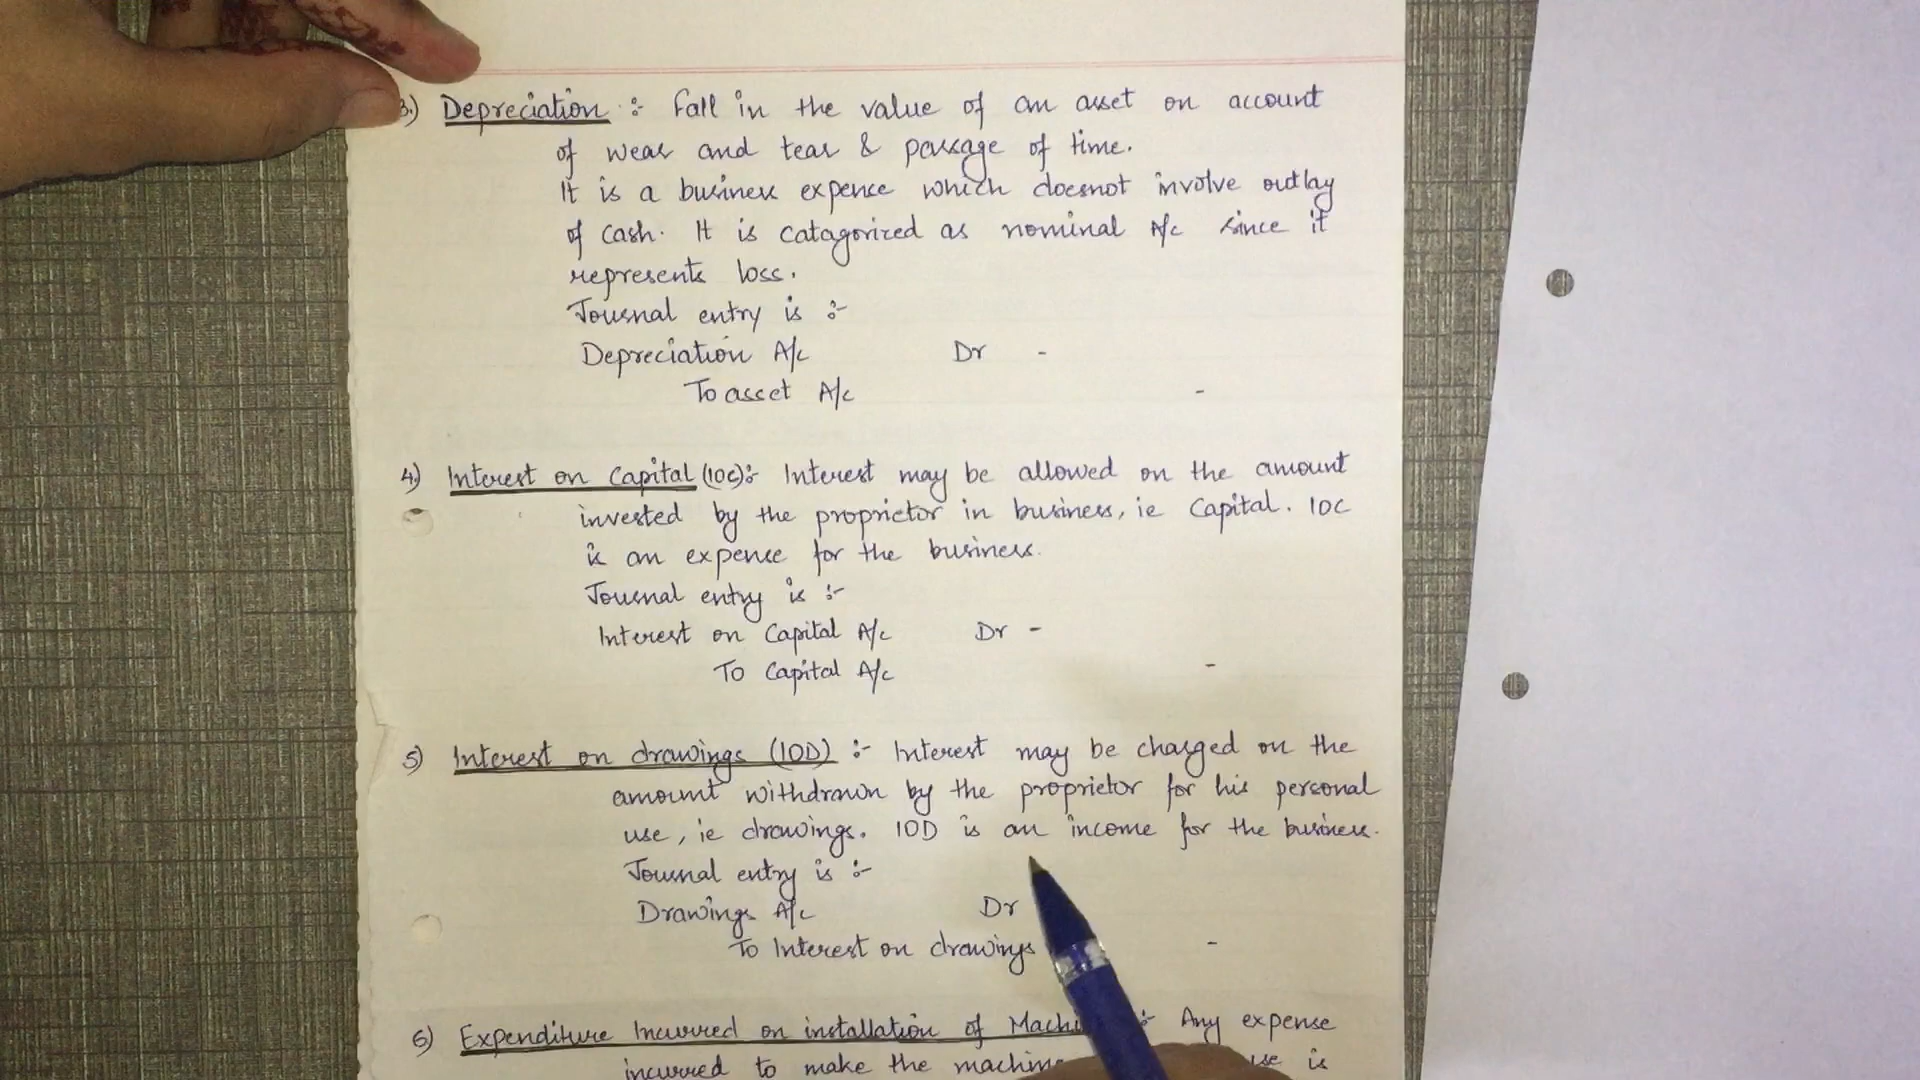 3.) Depreciation :- Fall in the value of an asset on account
of wear and tear & passage of time.
It is a business expence which doesnot involve outlay
of cash. It is catagorized as nominal A/c since it
represents loss.
Journal entry is :-
Depreciation A/c Dr -
To asset A/c -
4.) Interest on Capital (IOC):- Interest may be allowed on the amount
invested by the proprietor in business, ie Capital. IOC
is an expense for the business.
Journal entry is :-
Interest on Capital A/c Dr -
To Capital A/c -
5) Interest on drawings (IOD) :- Interest may be charged on the
amount withdrawn by the proprietor for his personal
use, ie drawings. IOD is an income for the business.
Journal entry is :-
Drawings A/c Dr
To Interest on drawings -
6) Expenditure Incurred on installation of Machi :- Any expense
incurred to make the machine use is